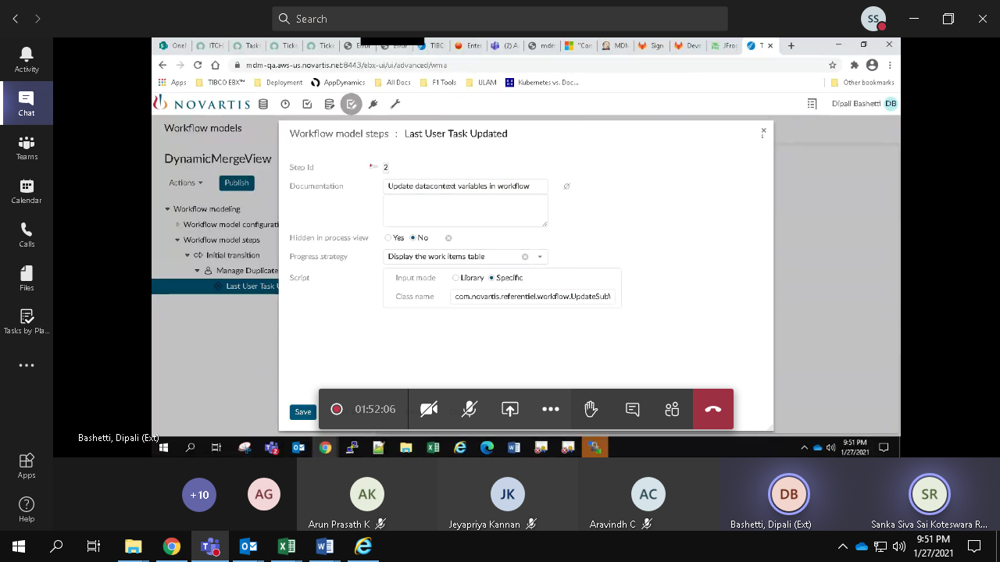 Search
SS
Activity
Chat
Teams
Calendar
Calls
Files
Tasks by Pla...
Apps
Help
Onel
ITCH
Task:
Ticke
Ticke
Error
Error
TIBC
Enter
(2) A
mdm
"Con
MDM
Sign
Deve
JFrog
T
mdm-qa.aws-us.novartis.net:8443/ebx-ui/ui/advanced/wma
Apps
TIBCO EBX™
Deployment
AppDynamics
All Docs
F1 Tools
ULAM
Kubernetes vs. Doc...
Other bookmarks
NOVARTIS
Dipali Bashetti
DB
Workflow models
DynamicMergeView
Actions
Publish
Workflow modeling
Workflow model configurati
Workflow model steps
Initial transition
Manage Duplicate
Last User Task U
Workflow model steps : Last User Task Updated
Step Id
2
Documentation
Update datacontext variables in workflow
Hidden in process view
Yes
No
Progress strategy
Display the work items table
Script
Input mode
Library
Specific
Class name
com.novartis.referentiel.workflow.UpdateSub
Save
01:52:06
Bashetti, Dipali (Ext)
9:51 PM
1/27/2021
+10
AG
AK
Arun Prasath K
JK
Jeyapriya Kannan
AC
Aravindh C
DB
Bashetti, Dipali (Ext)
SR
Sanka Siva Sai Koteswara R...
9:51 PM
1/27/2021